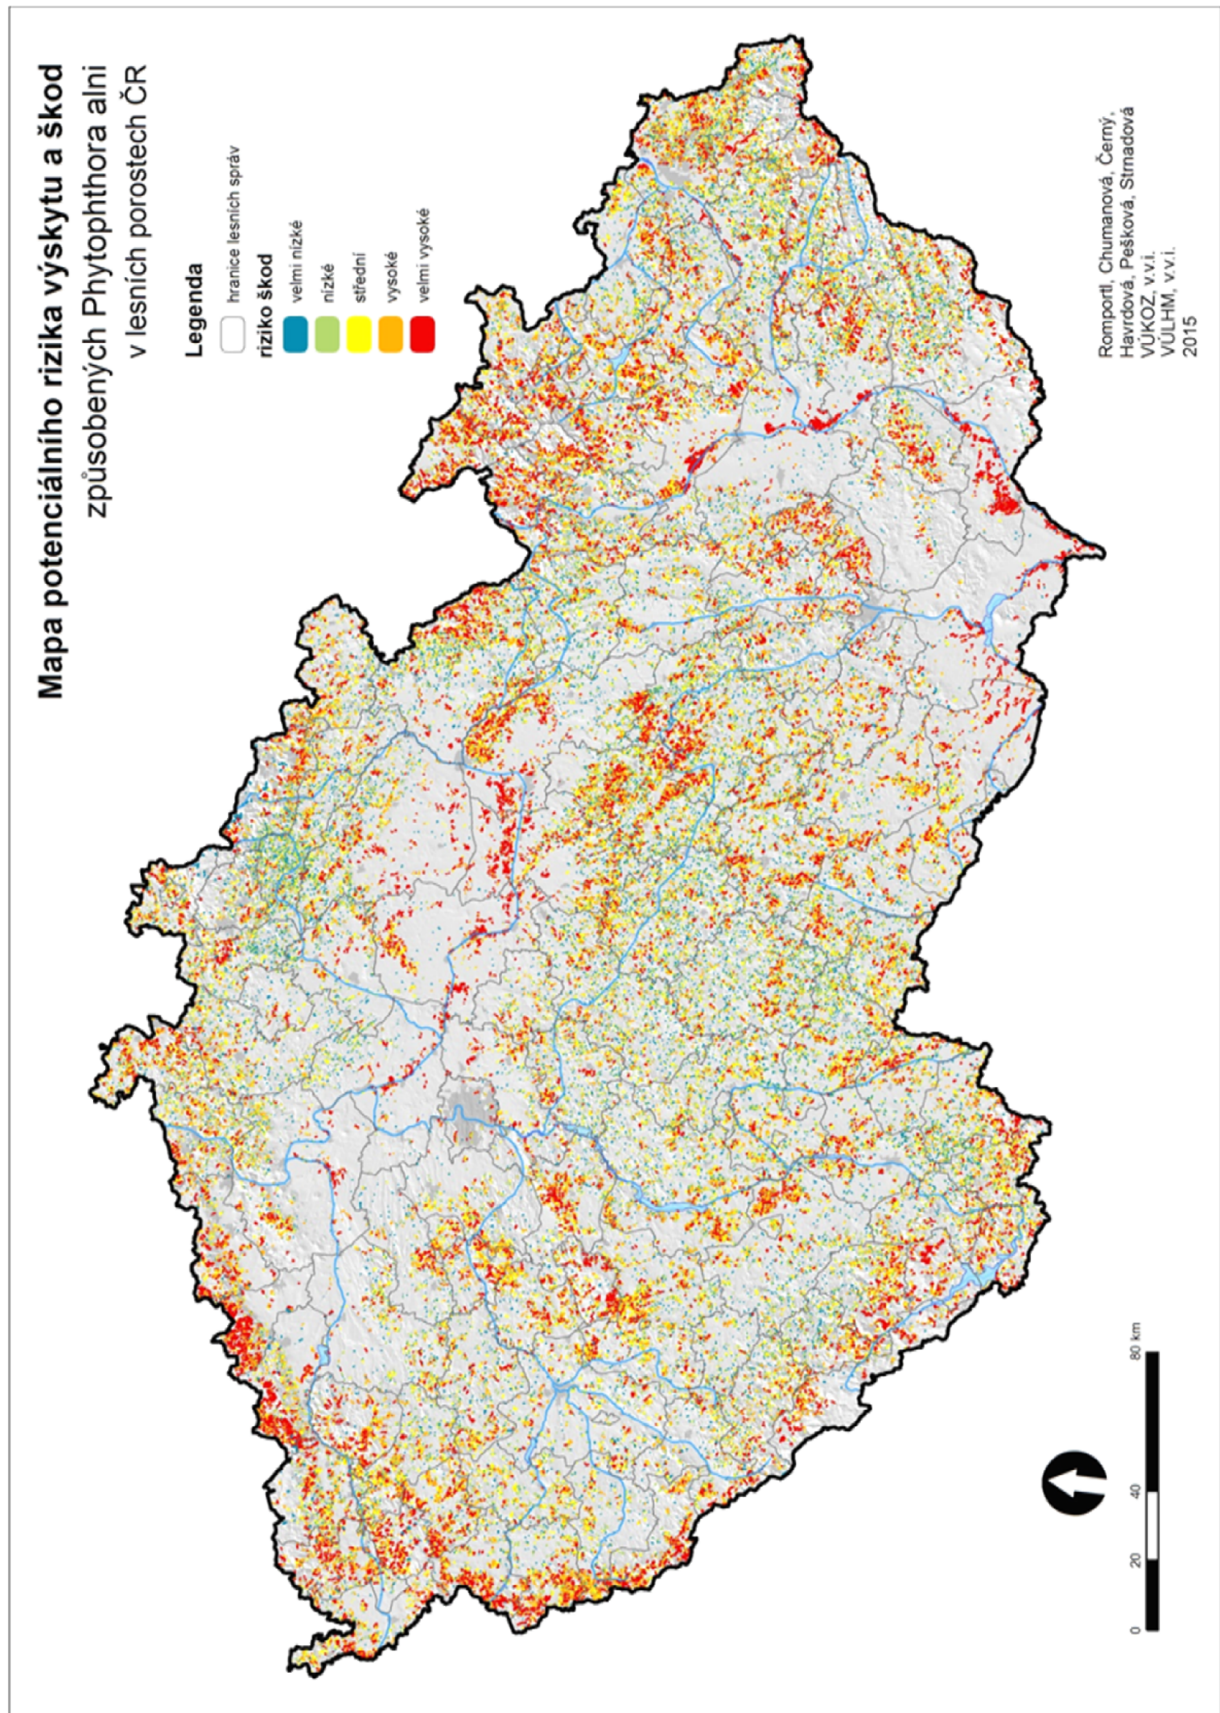 Mapa potenciálního rizika výskytu a škod
způsobených Phytophthora alni
v lesních porostech ČR
Legenda
hranice lesních správ
riziko škod
velmi nízké
nízké
střední
vysoké
velmi vysoké
Romportl, Chumanová, Černý,
Havrdová, Pešková, Strnadová
VÚKOZ, v.v.i.
VÚLHM, v.v.i.
2015
0 20 40 80 km